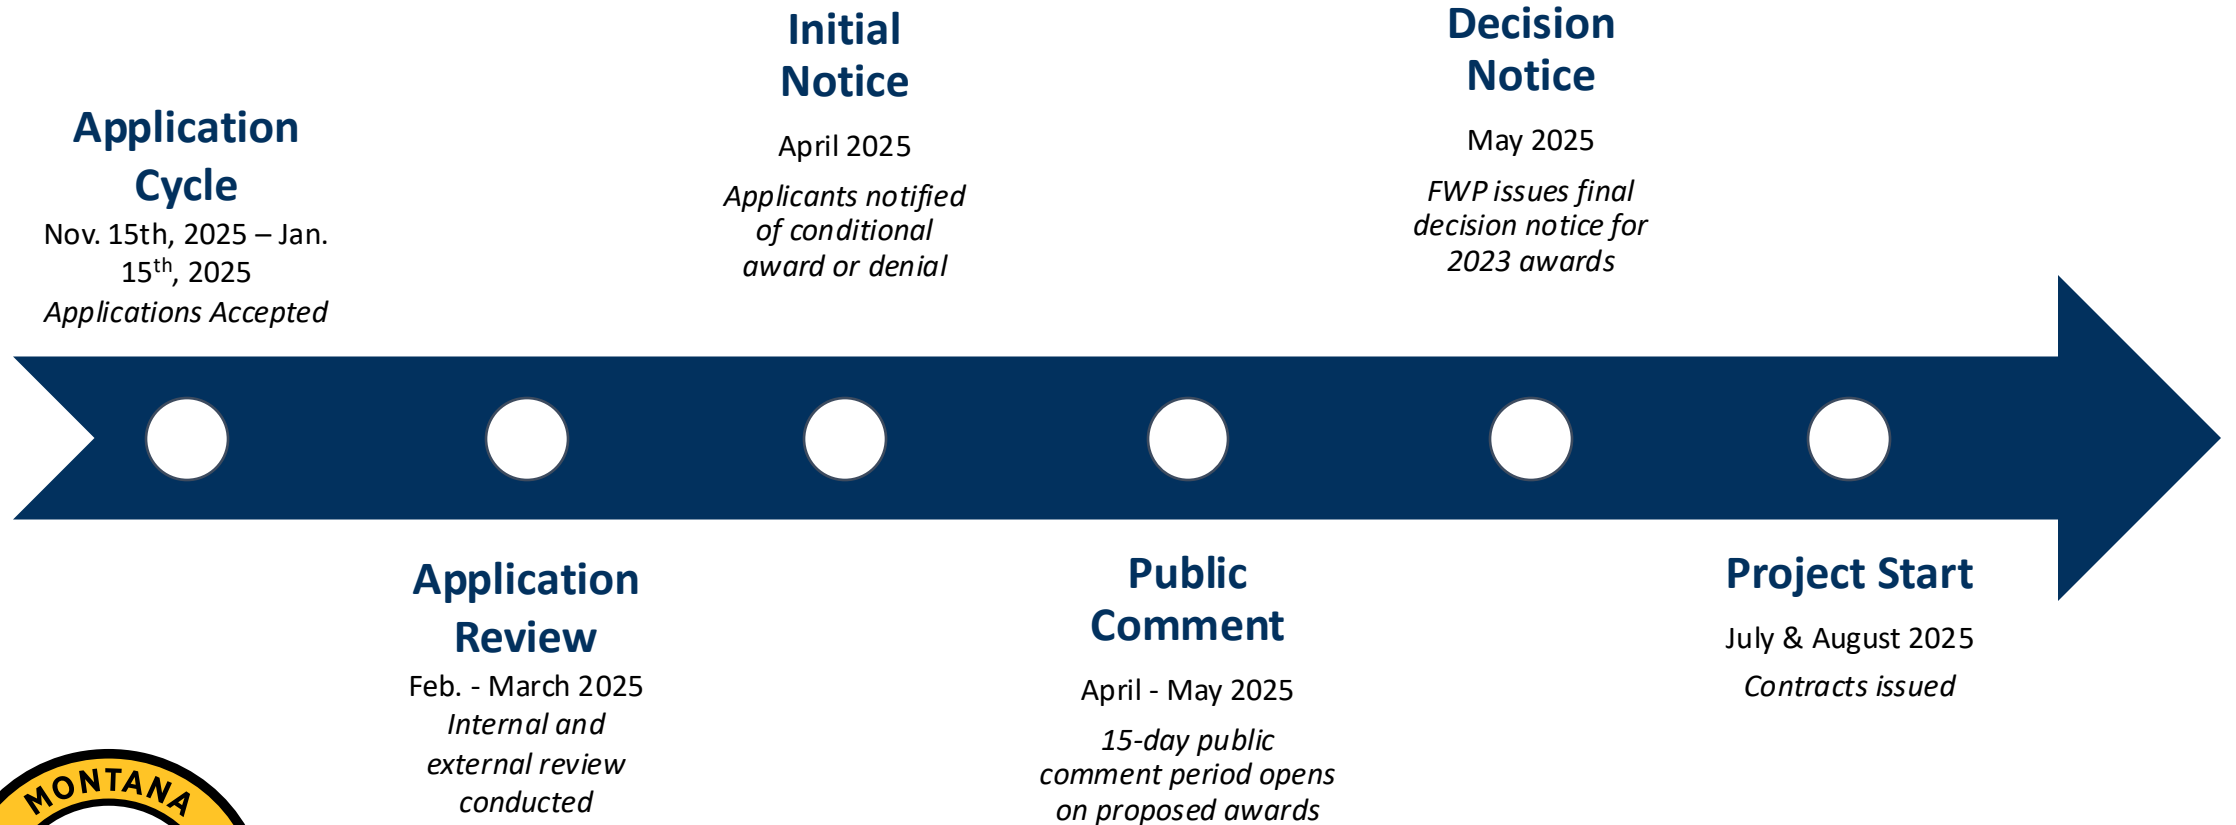 Application
Cycle
Nov. 15th, 2025 – Jan.
15th, 2025
Applications Accepted
Application
Review
Feb. - March 2025
Internal and
external review
conducted
Initial
Notice
April 2025
Applicants notified
of conditional
award or denial
Public
Comment
April - May 2025
15-day public
comment period opens
on proposed awards
Decision
Notice
May 2025
FWP issues final
decision notice for
2023 awards
Project Start
July & August 2025
Contracts issued
MONTANA